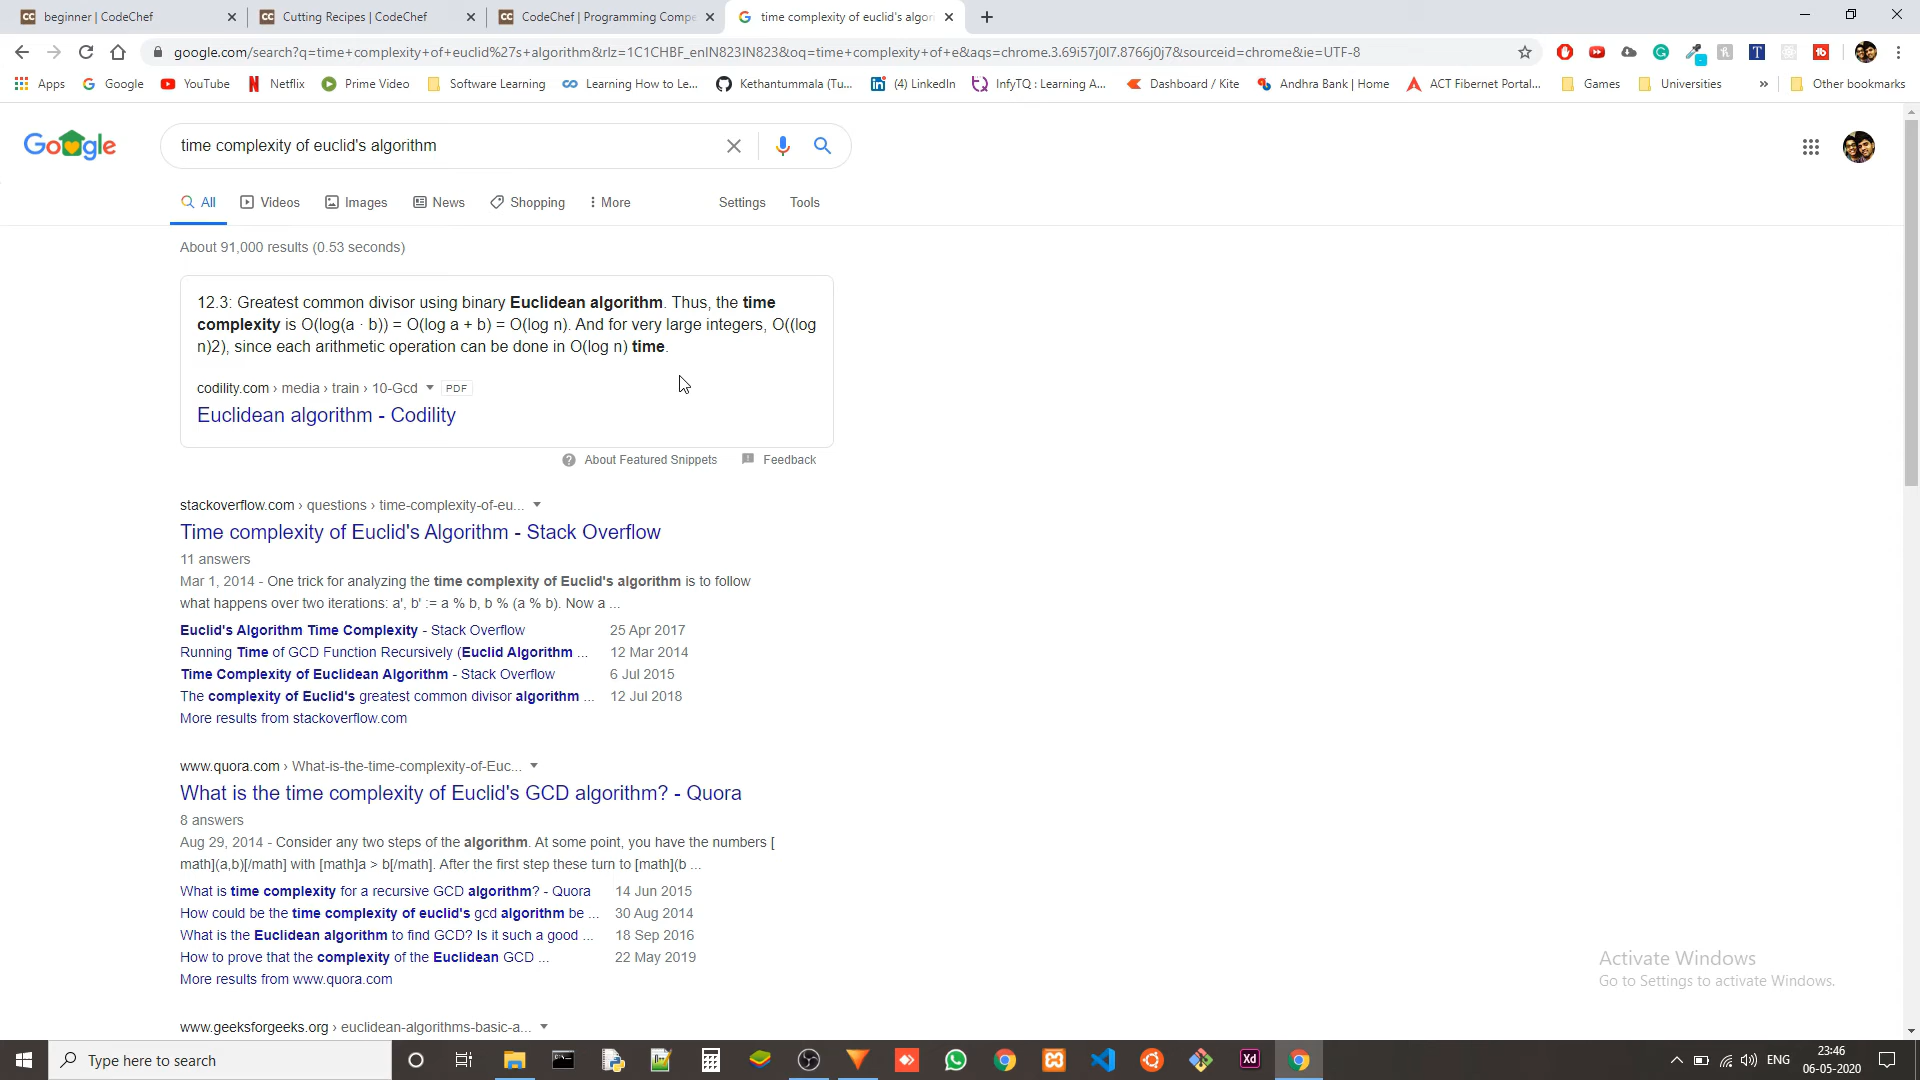 beginner | CodeChef
Cutting Recipes | CodeChef
CodeChef | Programming Compe
time complexity of euclid's algori
google.com/search?q=time+complexity+of+euclid%27s+algorithm&rlz=1C1CHBF_enIN823IN823&oq=time+complexity+of+e&aqs=chrome.3.69i57j0l7.8766j0j7&sourceid=chrome&ie=UTF-8
Apps
Google
YouTube
Netflix
Prime Video
Software Learning
Learning How to Le...
Kethantummala (Tu...
(4) LinkedIn
InfyTQ : Learning A...
Dashboard / Kite
Andhra Bank | Home
ACT Fibernet Portal...
Games
Universities
»
Other bookmarks
Google
time complexity of euclid's algorithm
All
Videos
Images
News
Shopping
More
Settings
Tools
About 91,000 results (0.53 seconds)
12.3: Greatest common divisor using binary Euclidean algorithm. Thus, the time
complexity is O(log(a · b)) = O(log a + b) = O(log n). And for very large integers, O((log
n)2), since each arithmetic operation can be done in O(log n) time.
codility.com › media › train › 10-Gcd PDF
Euclidean algorithm - Codility
About Featured Snippets
Feedback
stackoverflow.com › questions › time-complexity-of-eu...
Time complexity of Euclid's Algorithm - Stack Overflow
11 answers
Mar 1, 2014 - One trick for analyzing the time complexity of Euclid's algorithm is to follow
what happens over two iterations: a', b' := a % b, b % (a % b). Now a ...
Euclid's Algorithm Time Complexity - Stack Overflow 25 Apr 2017
Running Time of GCD Function Recursively (Euclid Algorithm ... 12 Mar 2014
Time Complexity of Euclidean Algorithm - Stack Overflow 6 Jul 2015
The complexity of Euclid's greatest common divisor algorithm ... 12 Jul 2018
More results from stackoverflow.com
www.quora.com › What-is-the-time-complexity-of-Euc...
What is the time complexity of Euclid's GCD algorithm? - Quora
8 answers
Aug 29, 2014 - Consider any two steps of the algorithm. At some point, you have the numbers [
math](a,b)[/math] with [math]a > b[/math]. After the first step these turn to [math](b ...
What is time complexity for a recursive GCD algorithm? - Quora 14 Jun 2015
How could be the time complexity of euclid's gcd algorithm be ... 30 Aug 2014
What is the Euclidean algorithm to find GCD? Is it such a good ... 18 Sep 2016
How to prove that the complexity of the Euclidean GCD ... 22 May 2019
More results from www.quora.com
www.geeksforgeeks.org › euclidean-algorithms-basic-a...
Activate Windows
Go to Settings to activate Windows.
Type here to search
Xd
ENG
23:46
06-05-2020